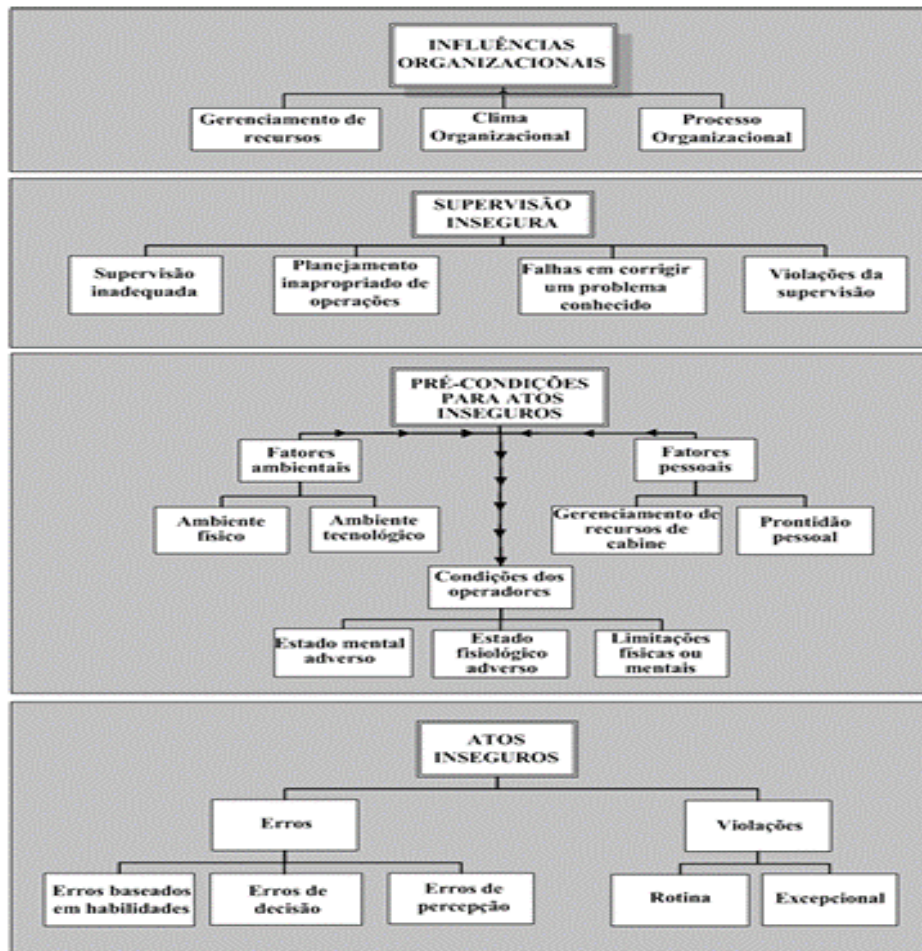 INFLUÊNCIAS
ORGANIZACIONAIS
Gerenciamento de
recursos
Clima
Organizacional
Processo
Organizacional
SUPERVISÃO
INSEGURA
Supervisão
inadequada
Planejamento
inapropriado de
operações
Falhas em corrigir
um problema
conhecido
Violações da
supervisão
PRÉ-CONDIÇÕES
PARA ATOS
INSEGUROS
Fatores
ambientais
Fatores
pessoais
Ambiente
físico
Ambiente
tecnológico
Gerenciamento de
recursos de
cabine
Prontidão
pessoal
Condições dos
operadores
Estado mental
adverso
Estado
fisiológico
adverso
Limitações
físicas ou
mentais
ATOS
INSEGUROS
Erros
Violações
Erros baseados
em habilidades
Erros de
decisão
Erros de
percepção
Rotina
Excepcional